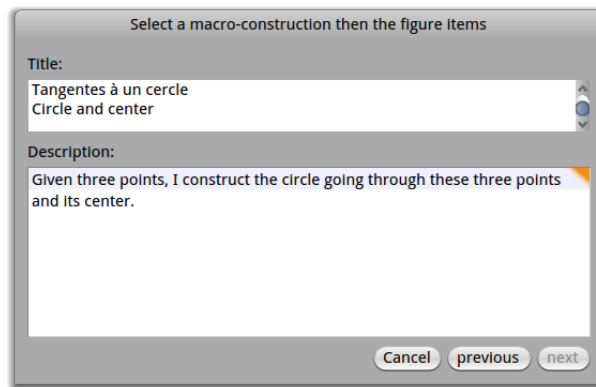 Select a macro-construction then the figure items
Title:
Tangentes à un cercle
Circle and center
Description:
Given three points, I construct the circle going through these three points
and its center.
Cancel previous next